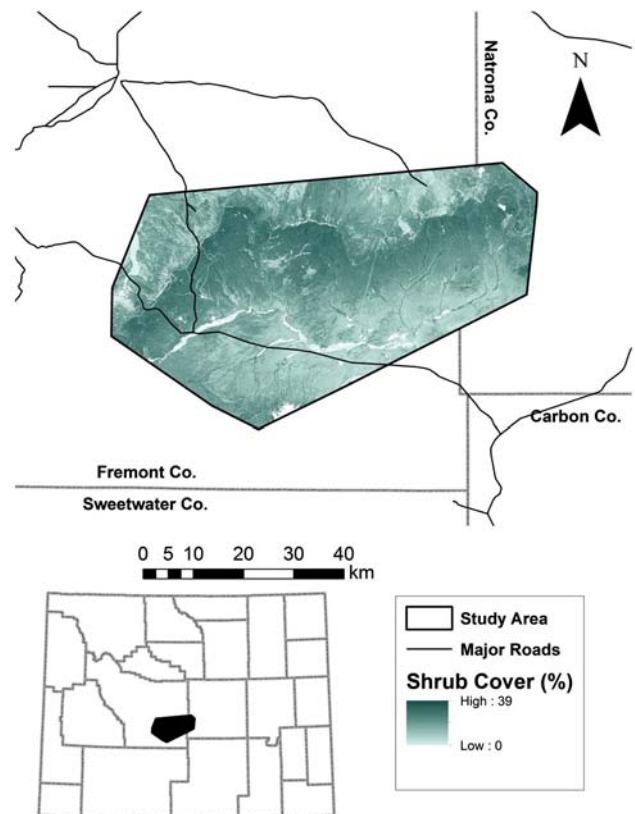 Natrona Co.
N
Carbon Co.
Fremont Co.
Sweetwater Co.
0 5 10 20 30 40
km
Study Area
Major Roads
Shrub Cover (%)
High : 39
Low : 0